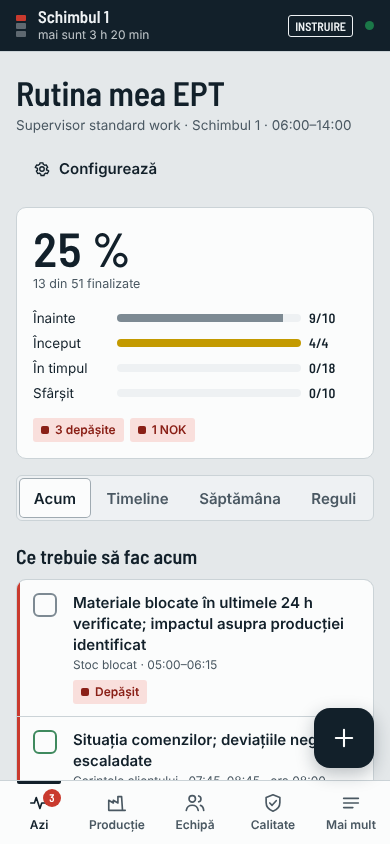 Schimbul 1
mai sunt 3 h 20 min
INSTRUIRE
Rutina mea EPT
Supervisor standard work · Schimbul 1 · 06:00–14:00
Configurează
25 %
13 din 51 finalizate
Înainte 9/10
Început 4/4
În timpul 0/18
Sfârșit 0/10
3 depășite 1 NOK
Acum Timeline Săptămâna Reguli
Ce trebuie să fac acum
Materiale blocate în ultimele 24 h
verificate; impactul asupra producției
identificat
Stoc blocat · 05:00–06:15
Depășit
Situația comenzilor; deviațiile
escaladate
3
Azi Producție Echipă Calitate Mai mult